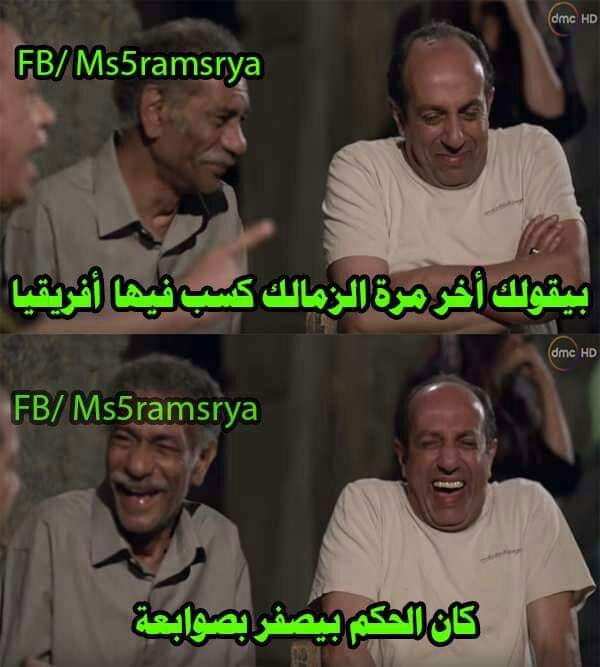 dmc HD
FB/ Ms5ramsrya
بيقولك أخر مرة الزمالك كسب فيها أفريقيا
dmc HD
FB/ Ms5ramsrya
كان الحكم بيصفر بصوابعة